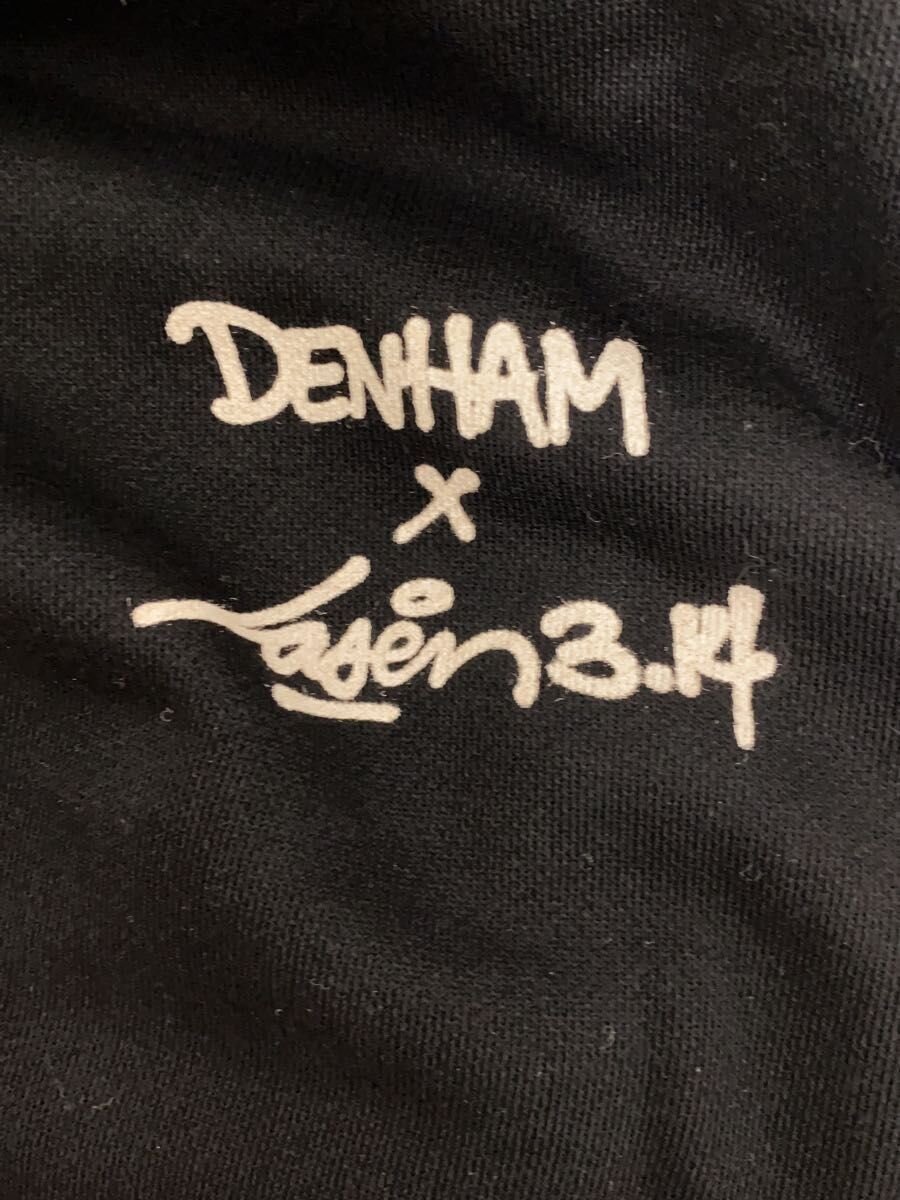 DENHAM
x
Laser 3.14